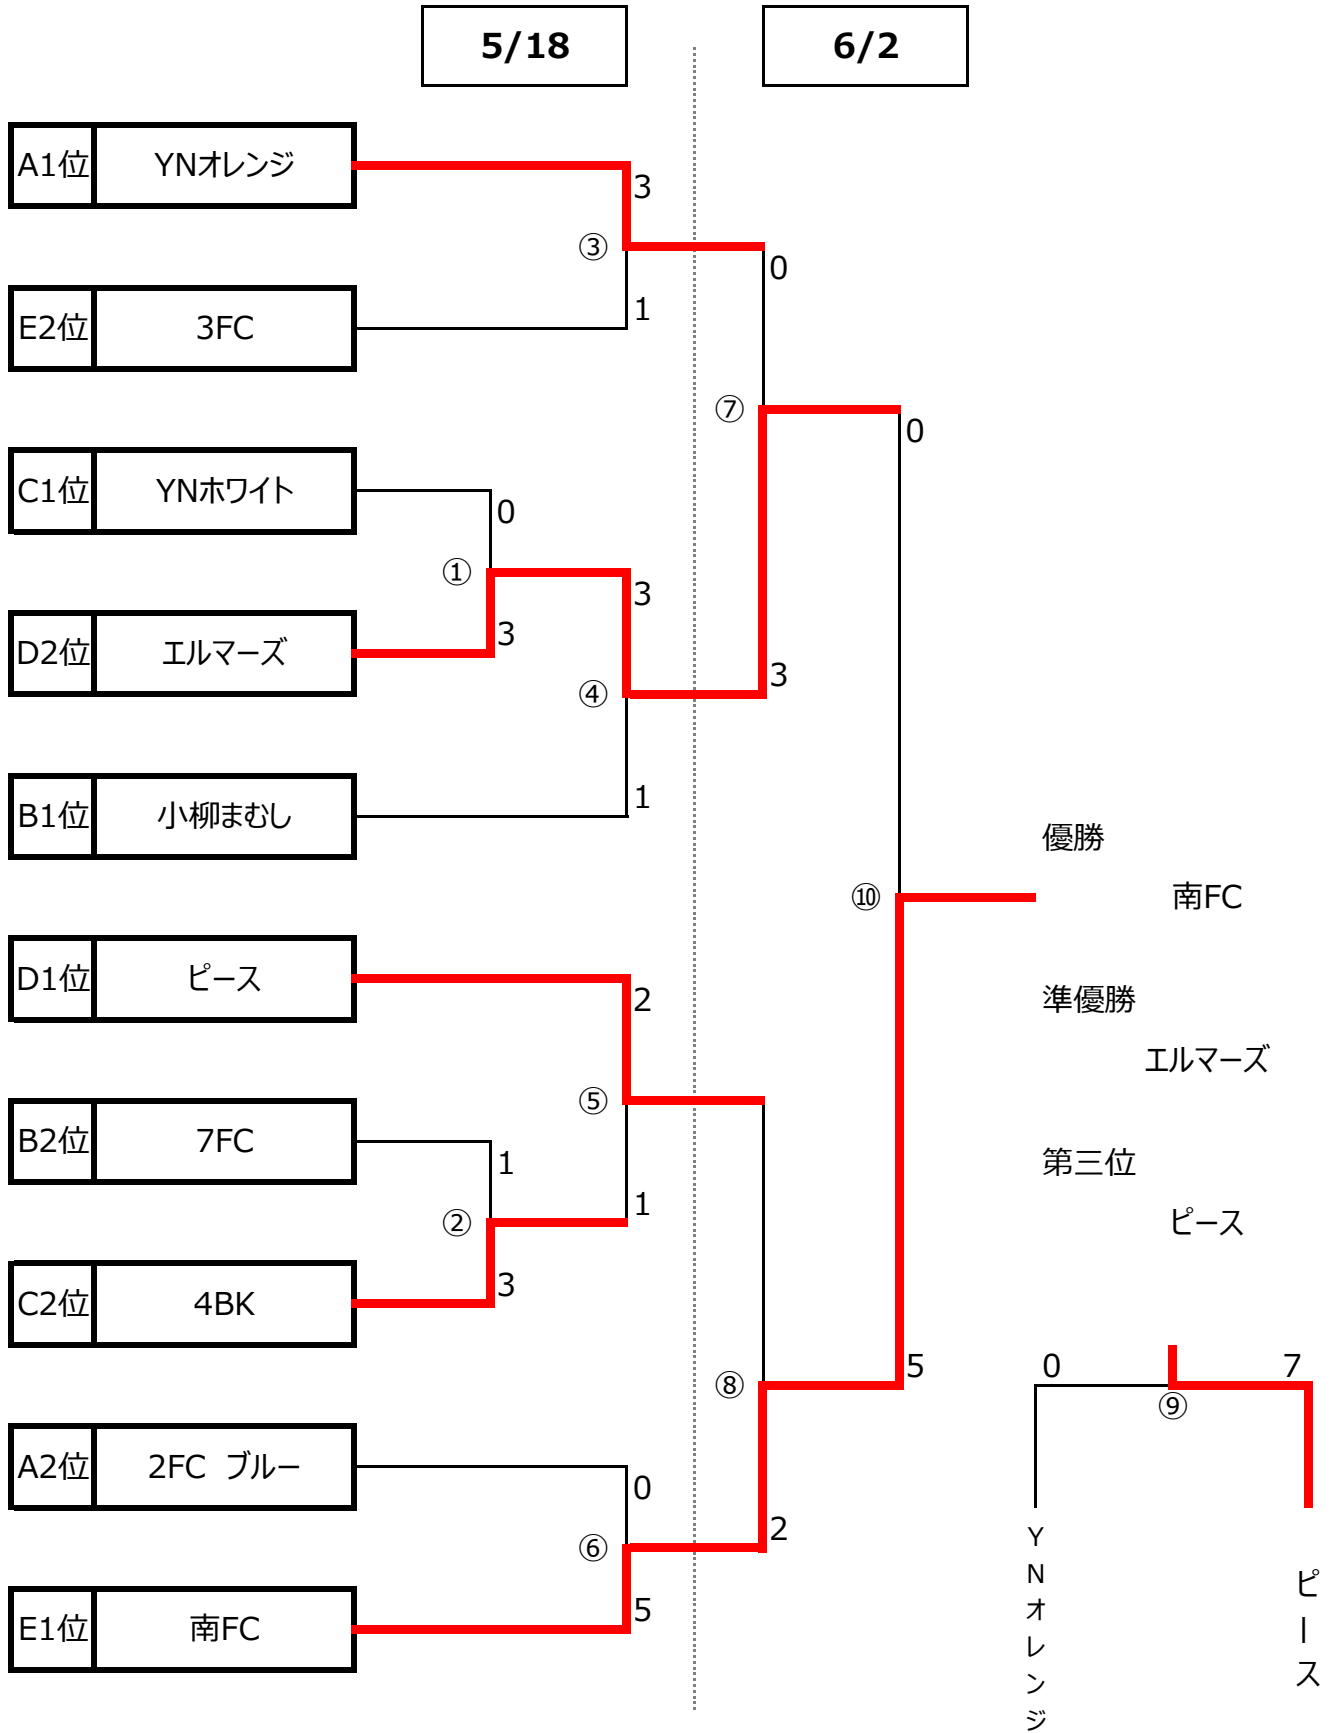 5/18
6/2
A1位 YNオレンジ
3
③
0
E2位 3FC
1
⑦
0
C1位 YNホワイト
0
①
3
D2位 エルマーズ
3
④
3
B1位 小柳まむし
1
優勝
⑩
南FC
D1位 ピース
2
準優勝
エルマーズ
⑤
B2位 7FC
1
第三位
1
②
ピース
C2位 4BK
3
⑧
5
0
7
⑨
A2位 2FC ブルー
0
⑥
2
E1位 南FC
5
YNオレンジ
ピース